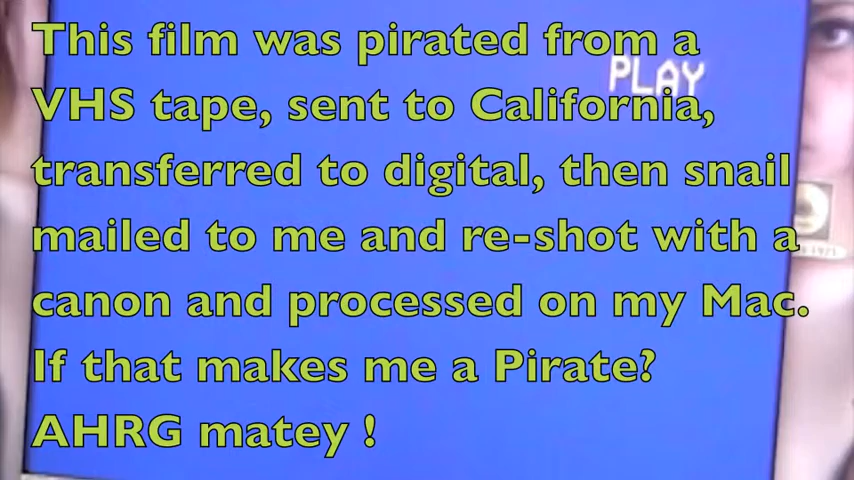 This film was pirated from a
PLAY
VHS tape, sent to California,
transferred to digital, then snail
mailed to me and re-shot with a
canon and processed on my Mac.
If that makes me a Pirate?
AHRG matey !